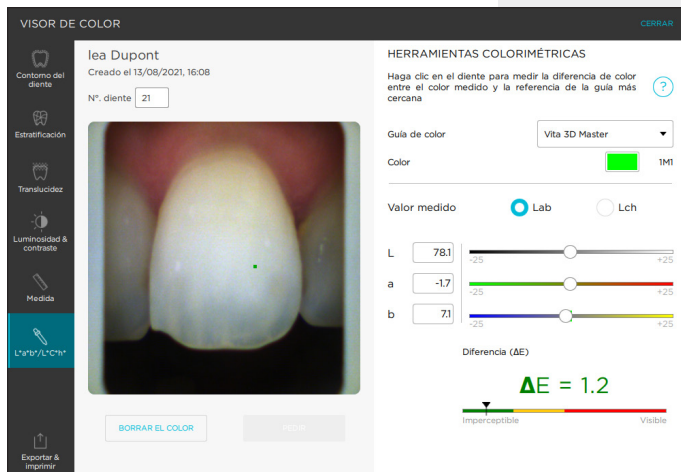 VISOR DE COLOR
CERRAR
Contorno del
diente
Estratificación
Translucidez
Luminosidad &
contraste
Medida
L*a*b*/L*C*h*
Exportar &
imprimir
lea Dupont
Creado el 13/08/2021, 16:08
Nº. diente 21
BORRAR EL COLOR
MEDIR
HERRAMIENTAS COLORIMÉTRICAS
Haga clic en el diente para medir la diferencia de color
entre el color medido y la referencia de la guía más
cercana
?
Guía de color Vita 3D Master
Color 1M1
Valor medido Lab Lch
L 78.1 -25 +25
a -1.7 -25 +25
b 7.1 -25 +25
Diferencia (ΔE)
ΔE = 1.2
Imperceptible Visible